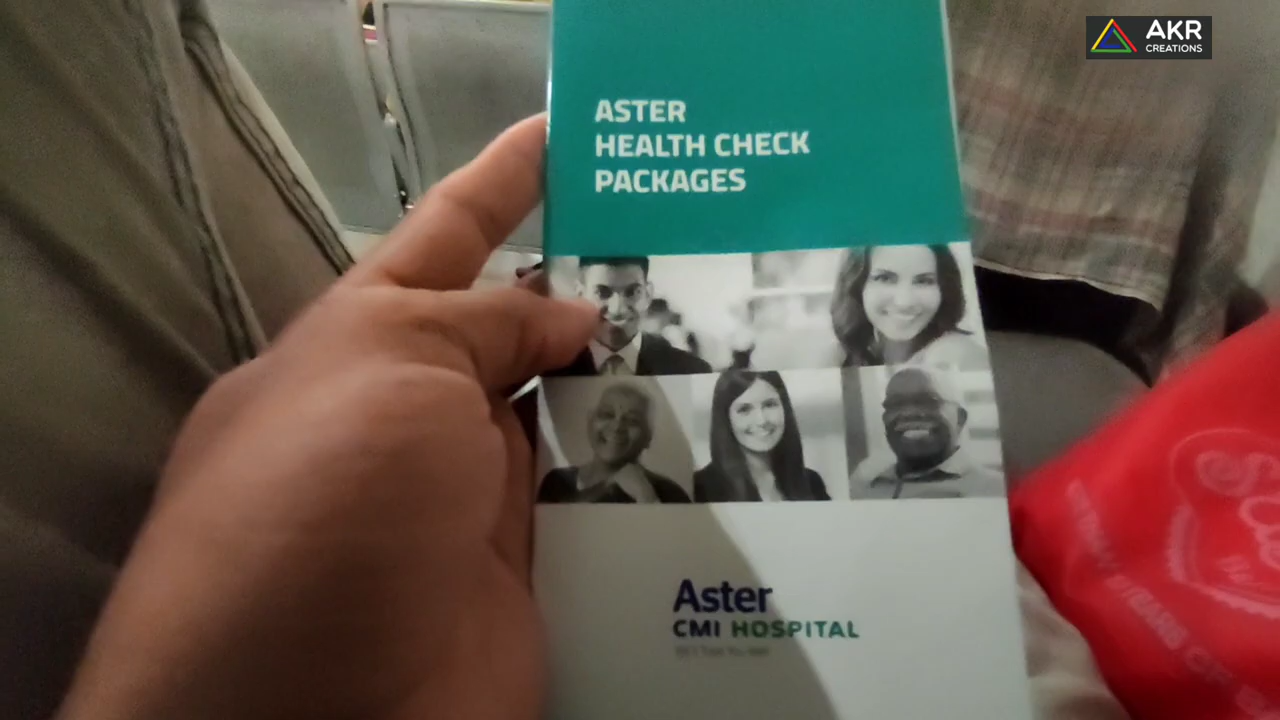 AKR
CREATIONS
ASTER
HEALTH CHECK
PACKAGES
Aster
CMI HOSPITAL